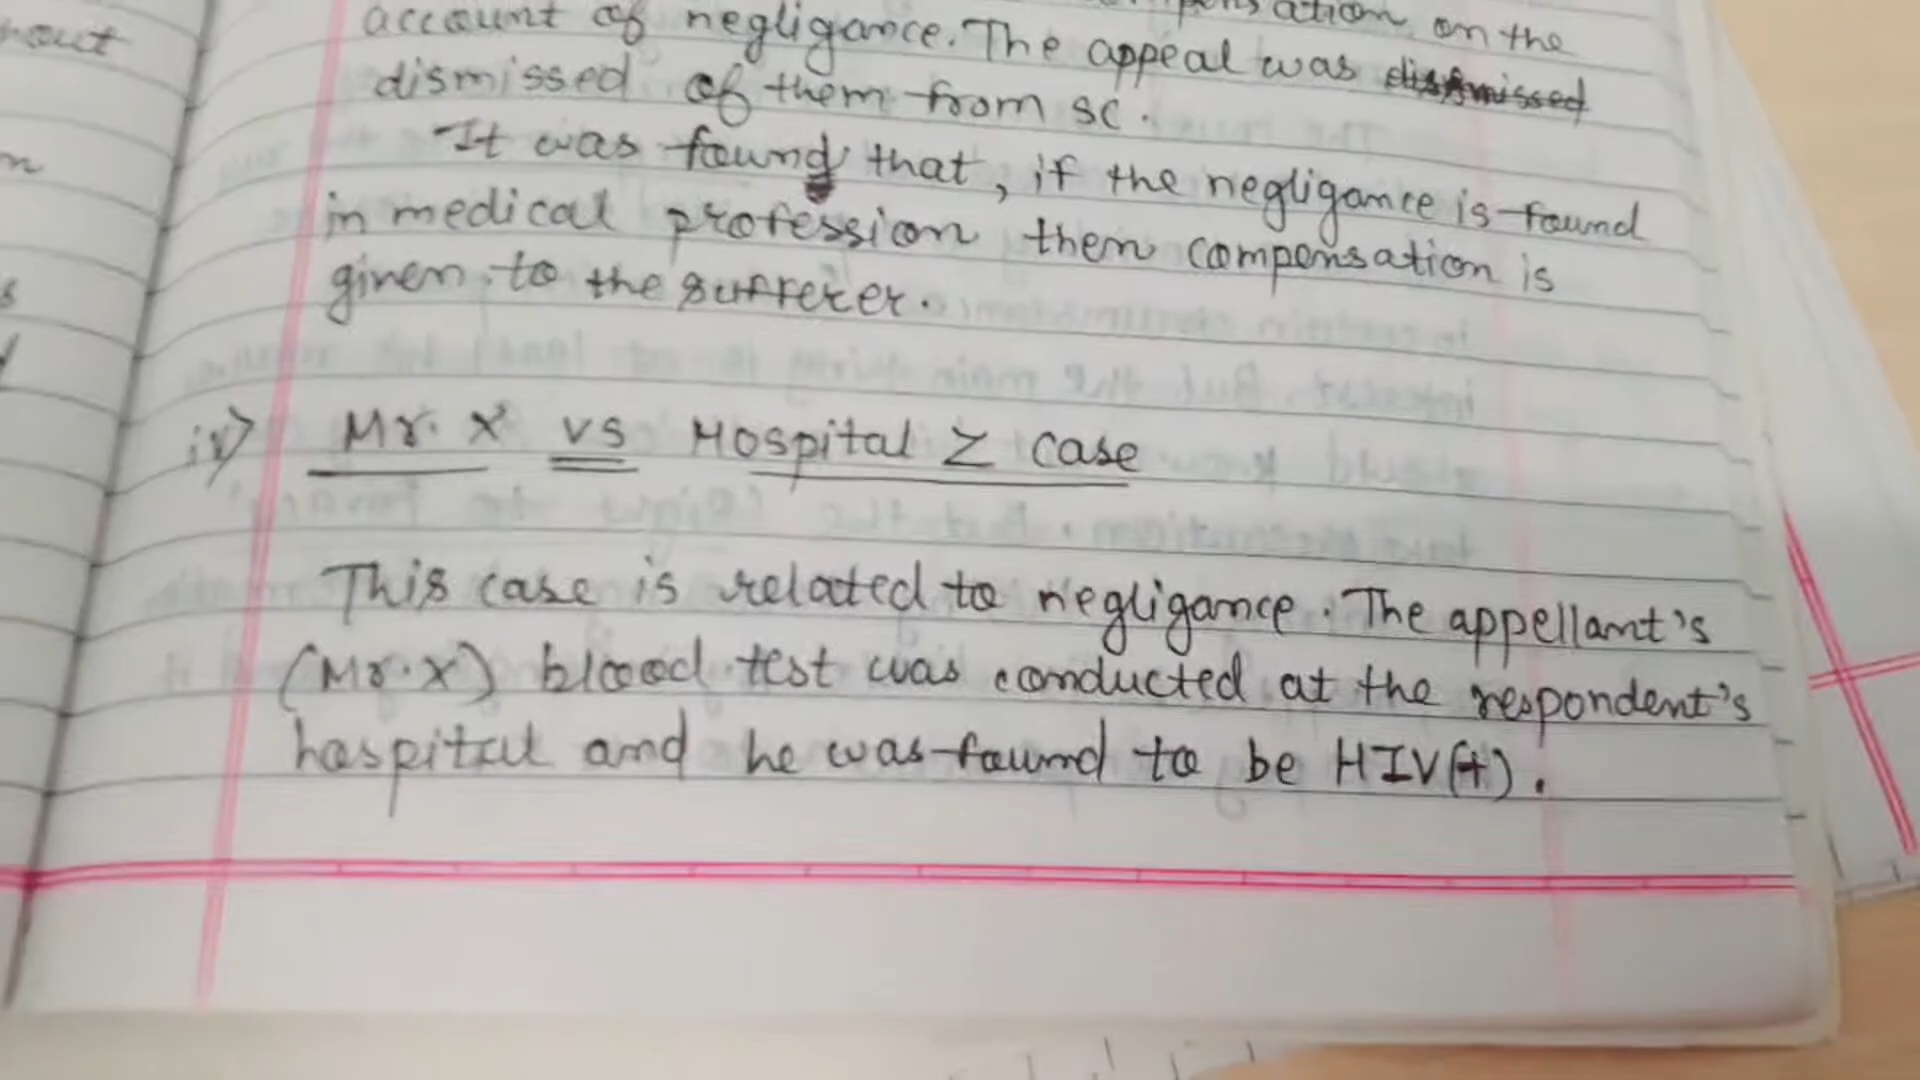 on the
account of negligance. The appeal was dismissed
dismissed of them from SC.
It was found that, if the negligance is found
in medical profession then compensation is
given to the sufferer.
iv) Mr. X vs Hospital Z case
This case is related to negligance. The appellant's
(Mr. X) blood test was conducted at the respondent's
hospital and he was found to be HIV(+).